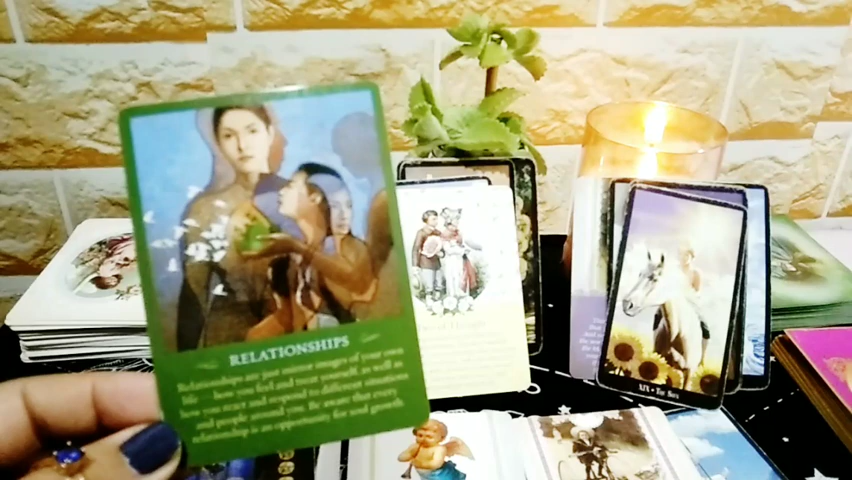 RELATIONSHIPS
Relationships are just mirror images of your own
life — how you feel and treat yourself, as well as
how you react and respond to different situations
and people around you. Be aware that every
relationship is an opportunity for soul growth.
XIX • The Sun